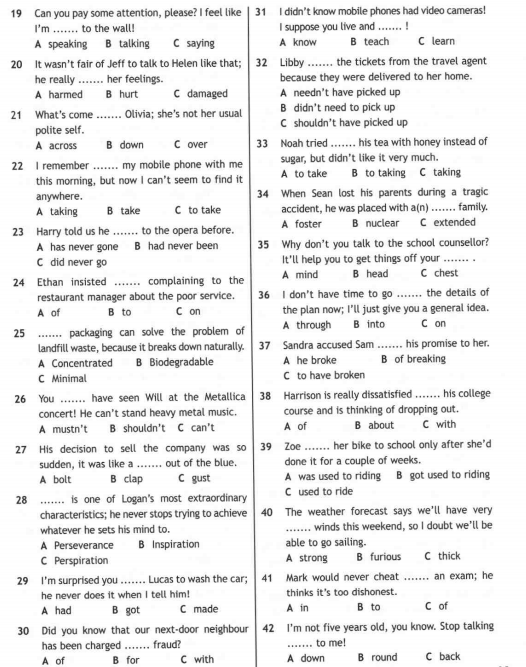 19 Can you pay some attention, please? I feel like
I'm ....... to the wall!
A speaking B talking C saying
20 It wasn't fair of Jeff to talk to Helen like that;
he really ....... her feelings.
A harmed B hurt C damaged
21 What's come ....... Olivia; she's not her usual
polite self.
A across B down C over
22 I remember ....... my mobile phone with me
this morning, but now I can't seem to find it
anywhere.
A taking B take C to take
23 Harry told us he ....... to the opera before.
A has never gone B had never been
C did never go
24 Ethan insisted ....... complaining to the
restaurant manager about the poor service.
A of B to C on
25 ....... packaging can solve the problem of
landfill waste, because it breaks down naturally.
A Concentrated B Biodegradable
C Minimal
26 You ....... have seen Will at the Metallica
concert! He can't stand heavy metal music.
A mustn't B shouldn't C can't
27 His decision to sell the company was so
sudden, it was like a ....... out of the blue.
A bolt B clap C gust
28 ....... is one of Logan's most extraordinary
characteristics; he never stops trying to achieve
whatever he sets his mind to.
A Perseverance B Inspiration
C Perspiration
29 I'm surprised you ....... Lucas to wash the car;
he never does it when I tell him!
A had B got C made
30 Did you know that our next-door neighbour
has been charged ....... fraud?
A of B for C with
31 I didn't know mobile phones had video cameras!
I suppose you live and ....... !
A know B teach C learn
32 Libby ....... the tickets from the travel agent
because they were delivered to her home.
A needn't have picked up
B didn't need to pick up
C shouldn't have picked up
33 Noah tried ....... his tea with honey instead of
sugar, but didn't like it very much.
A to take B to taking C taking
34 When Sean lost his parents during a tragic
accident, he was placed with a(n) ....... family.
A foster B nuclear C extended
35 Why don't you talk to the school counsellor?
It'll help you to get things off your ....... .
A mind B head C chest
36 I don't have time to go ....... the details of
the plan now; I'll just give you a general idea.
A through B into C on
37 Sandra accused Sam ....... his promise to her.
A he broke B of breaking
C to have broken
38 Harrison is really dissatisfied ....... his college
course and is thinking of dropping out.
A of B about C with
39 Zoe ....... her bike to school only after she'd
done it for a couple of weeks.
A was used to riding B got used to riding
C used to ride
40 The weather forecast says we'll have very
....... winds this weekend, so I doubt we'll be
able to go sailing.
A strong B furious C thick
41 Mark would never cheat ....... an exam; he
thinks it's too dishonest.
A in B to C of
42 I'm not five years old, you know. Stop talking
....... to me!
A down B round C back